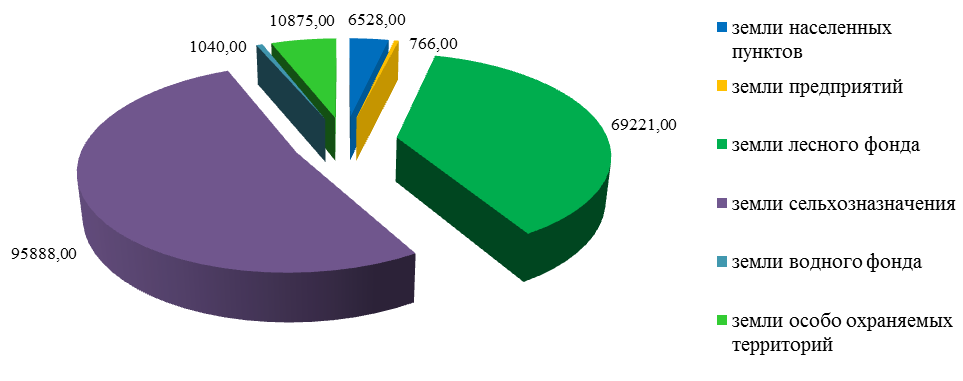 10875,00
6528,00
1040,00
766,00
69221,00
95888,00
земли населенных
пунктов
земли предприятий
земли лесного фонда
земли сельхозназначения
земли водного фонда
земли особо охраняемых
территорий